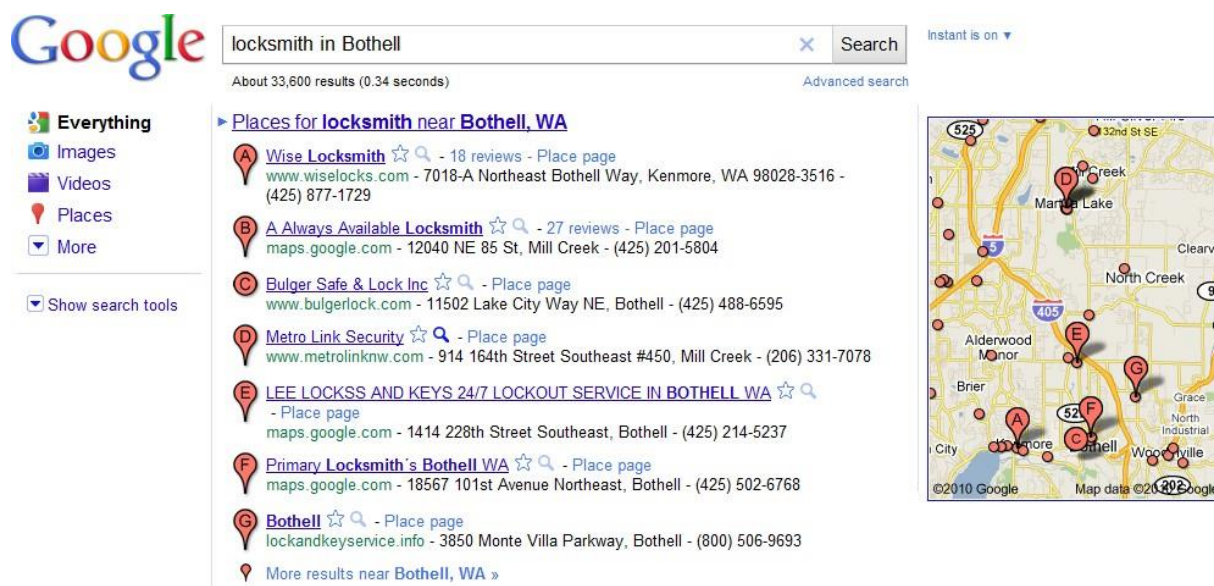 Google
locksmith in Bothell
Search
Instant is on ▼
About 33,600 results (0.34 seconds)
Advanced search
Everything
Images
Videos
Places
More
Show search tools
Places for locksmith near Bothell, WA
A Wise Locksmith - 18 reviews - Place page
www.wiselocks.com - 7018-A Northeast Bothell Way, Kenmore, WA 98028-3516 -
(425) 877-1729
B A Always Available Locksmith - 27 reviews - Place page
maps.google.com - 12040 NE 85 St, Mill Creek - (425) 201-5804
C Bulger Safe & Lock Inc - Place page
www.bulgerlock.com - 11502 Lake City Way NE, Bothell - (425) 488-6595
D Metro Link Security - Place page
www.metrolinknw.com - 914 164th Street Southeast #450, Mill Creek - (206) 331-7078
E LEE LOCKSS AND KEYS 24/7 LOCKOUT SERVICE IN BOTHELL WA
- Place page
maps.google.com - 1414 228th Street Southeast, Bothell - (425) 214-5237
F Primary Locksmith´s Bothell WA - Place page
maps.google.com - 18567 101st Avenue Northeast, Bothell - (425) 502-6768
G Bothell - Place page
lockandkeyservice.info - 3850 Monte Villa Parkway, Bothell - (800) 506-9693
More results near Bothell, WA »
525
132nd St SE
D
Creek
Lake
5
Clearv
North Creek
405
Alderwood
Manor
E
G
Brier
Grace
North
Industrial
A
52
F
C
City
©2010 Google
Map data
202